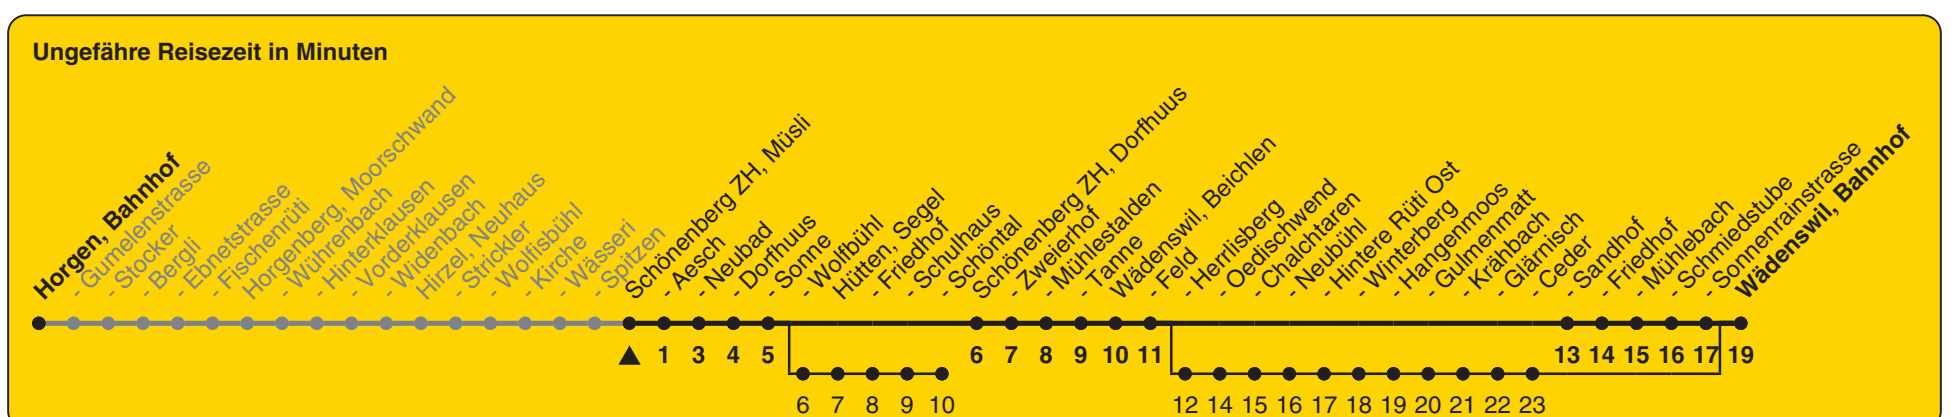 Ungefähre Reisezeit in Minuten
Horgen, Bahnhof
- Gumelenstrasse
- Stocker
- Bergli
- Ebnetstrasse
- Fischenrüti
Horgenberg, Moorschwand
- Wührenbach
- Hinterklausen
- Vorderklausen
- Widenbach
Hirzel, Neuhaus
- Strickler
- Wolfisbühl
- Kirche
- Wässeri
- Spitzen
Schönenberg ZH, Müsli
- Aesch
- Neubad
- Dorfhuus
- Sonne
- Wolfbühl
Hütten, Segel
- Friedhof
- Schulhaus
- Schöntal
Schönenberg ZH, Dorfhuus
- Zweierhof
- Mühlestalden
- Tanne
Wädenswil, Beichlen
- Feld
- Herrlisberg
- Oedischwend
- Chalchtaren
- Neubühl
- Hintere Rüti Ost
- Winterberg
- Hangenmoos
- Gulmenmatt
- Krähbach
- Glärnisch
- Ceder
- Sandhof
- Friedhof
- Mühlebach
- Schmiedstube
- Sonnenrainstrasse
Wädenswil, Bahnhof
1 3 4 5 6 7 8 9 10 11 13 14 15 16 17 19
6 7 8 9 10 12 14 15 16 17 18 19 20 21 22 23